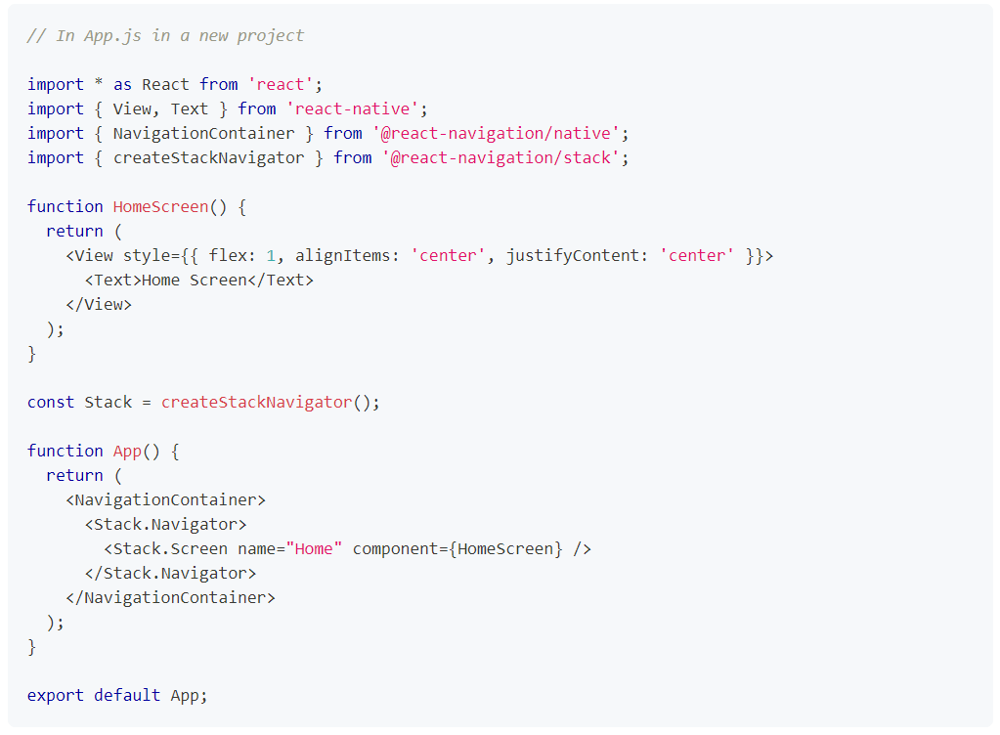 // In App.js in a new project

import * as React from 'react';
import { View, Text } from 'react-native';
import { NavigationContainer } from '@react-navigation/native';
import { createStackNavigator } from '@react-navigation/stack';

function HomeScreen() {
  return (
    <View style={{ flex: 1, alignItems: 'center', justifyContent: 'center' }}>
      <Text>Home Screen</Text>
    </View>
  );
}

const Stack = createStackNavigator();

function App() {
  return (
    <NavigationContainer>
      <Stack.Navigator>
        <Stack.Screen name="Home" component={HomeScreen} />
      </Stack.Navigator>
    </NavigationContainer>
  );
}

export default App;